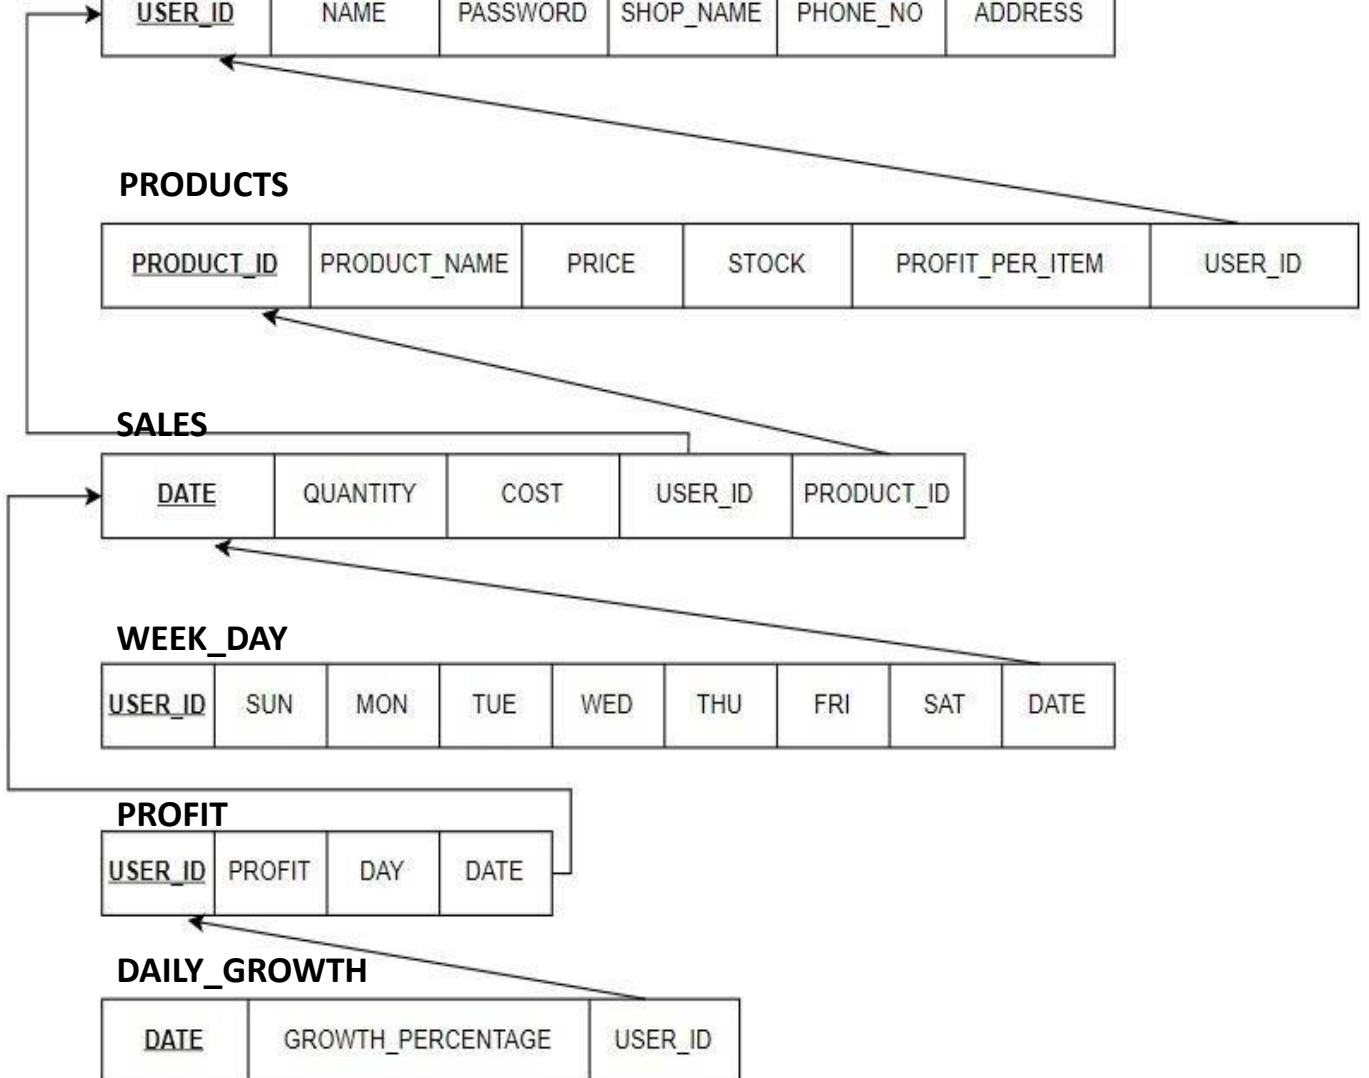 USER_ID NAME PASSWORD SHOP_NAME PHONE_NO ADDRESS
PRODUCTS
PRODUCT_ID PRODUCT_NAME PRICE STOCK PROFIT_PER_ITEM USER_ID
SALES
DATE QUANTITY COST USER_ID PRODUCT_ID
WEEK_DAY
USER_ID SUN MON TUE WED THU FRI SAT DATE
PROFIT
USER_ID PROFIT DAY DATE
DAILY_GROWTH
DATE GROWTH_PERCENTAGE USER_ID